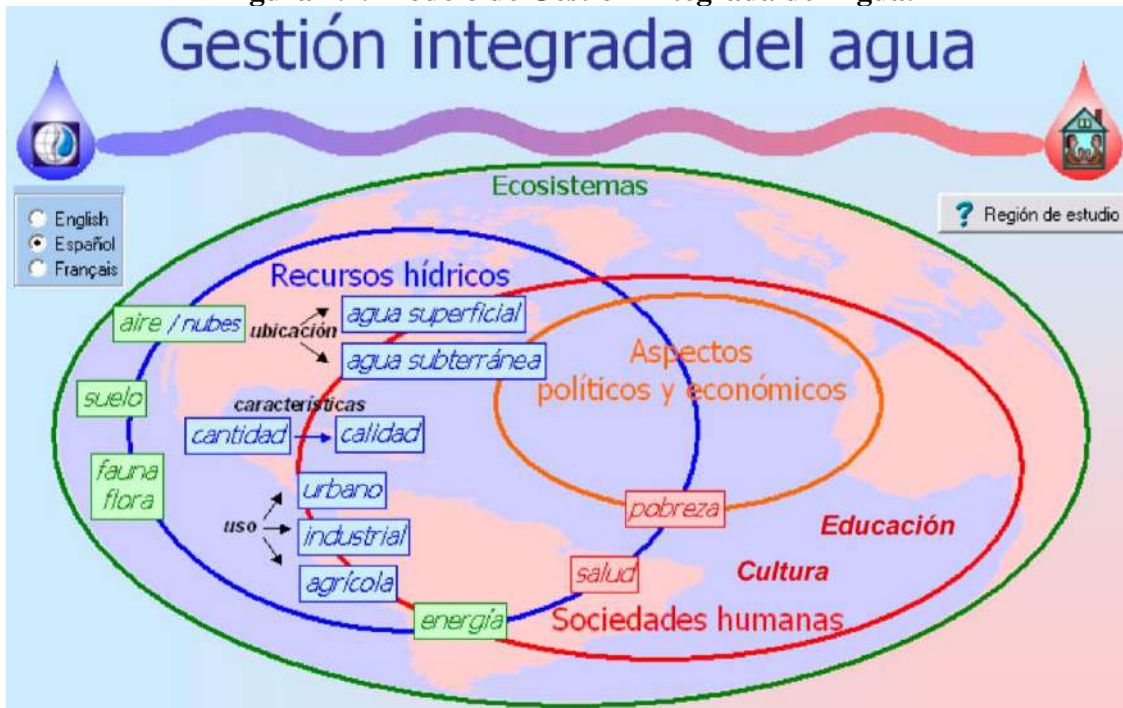 Gestión integrada del agua
Ecosistemas
English
Español
Français
Región de estudio
Recursos hídricos
aire / nubes
ubicación
agua superficial
agua subterránea
Aspectos
políticos y económicos
suelo
características
cantidad
calidad
fauna
flora
urbano
uso
industrial
agrícola
pobreza
Educación
salud
Cultura
energía
Sociedades humanas